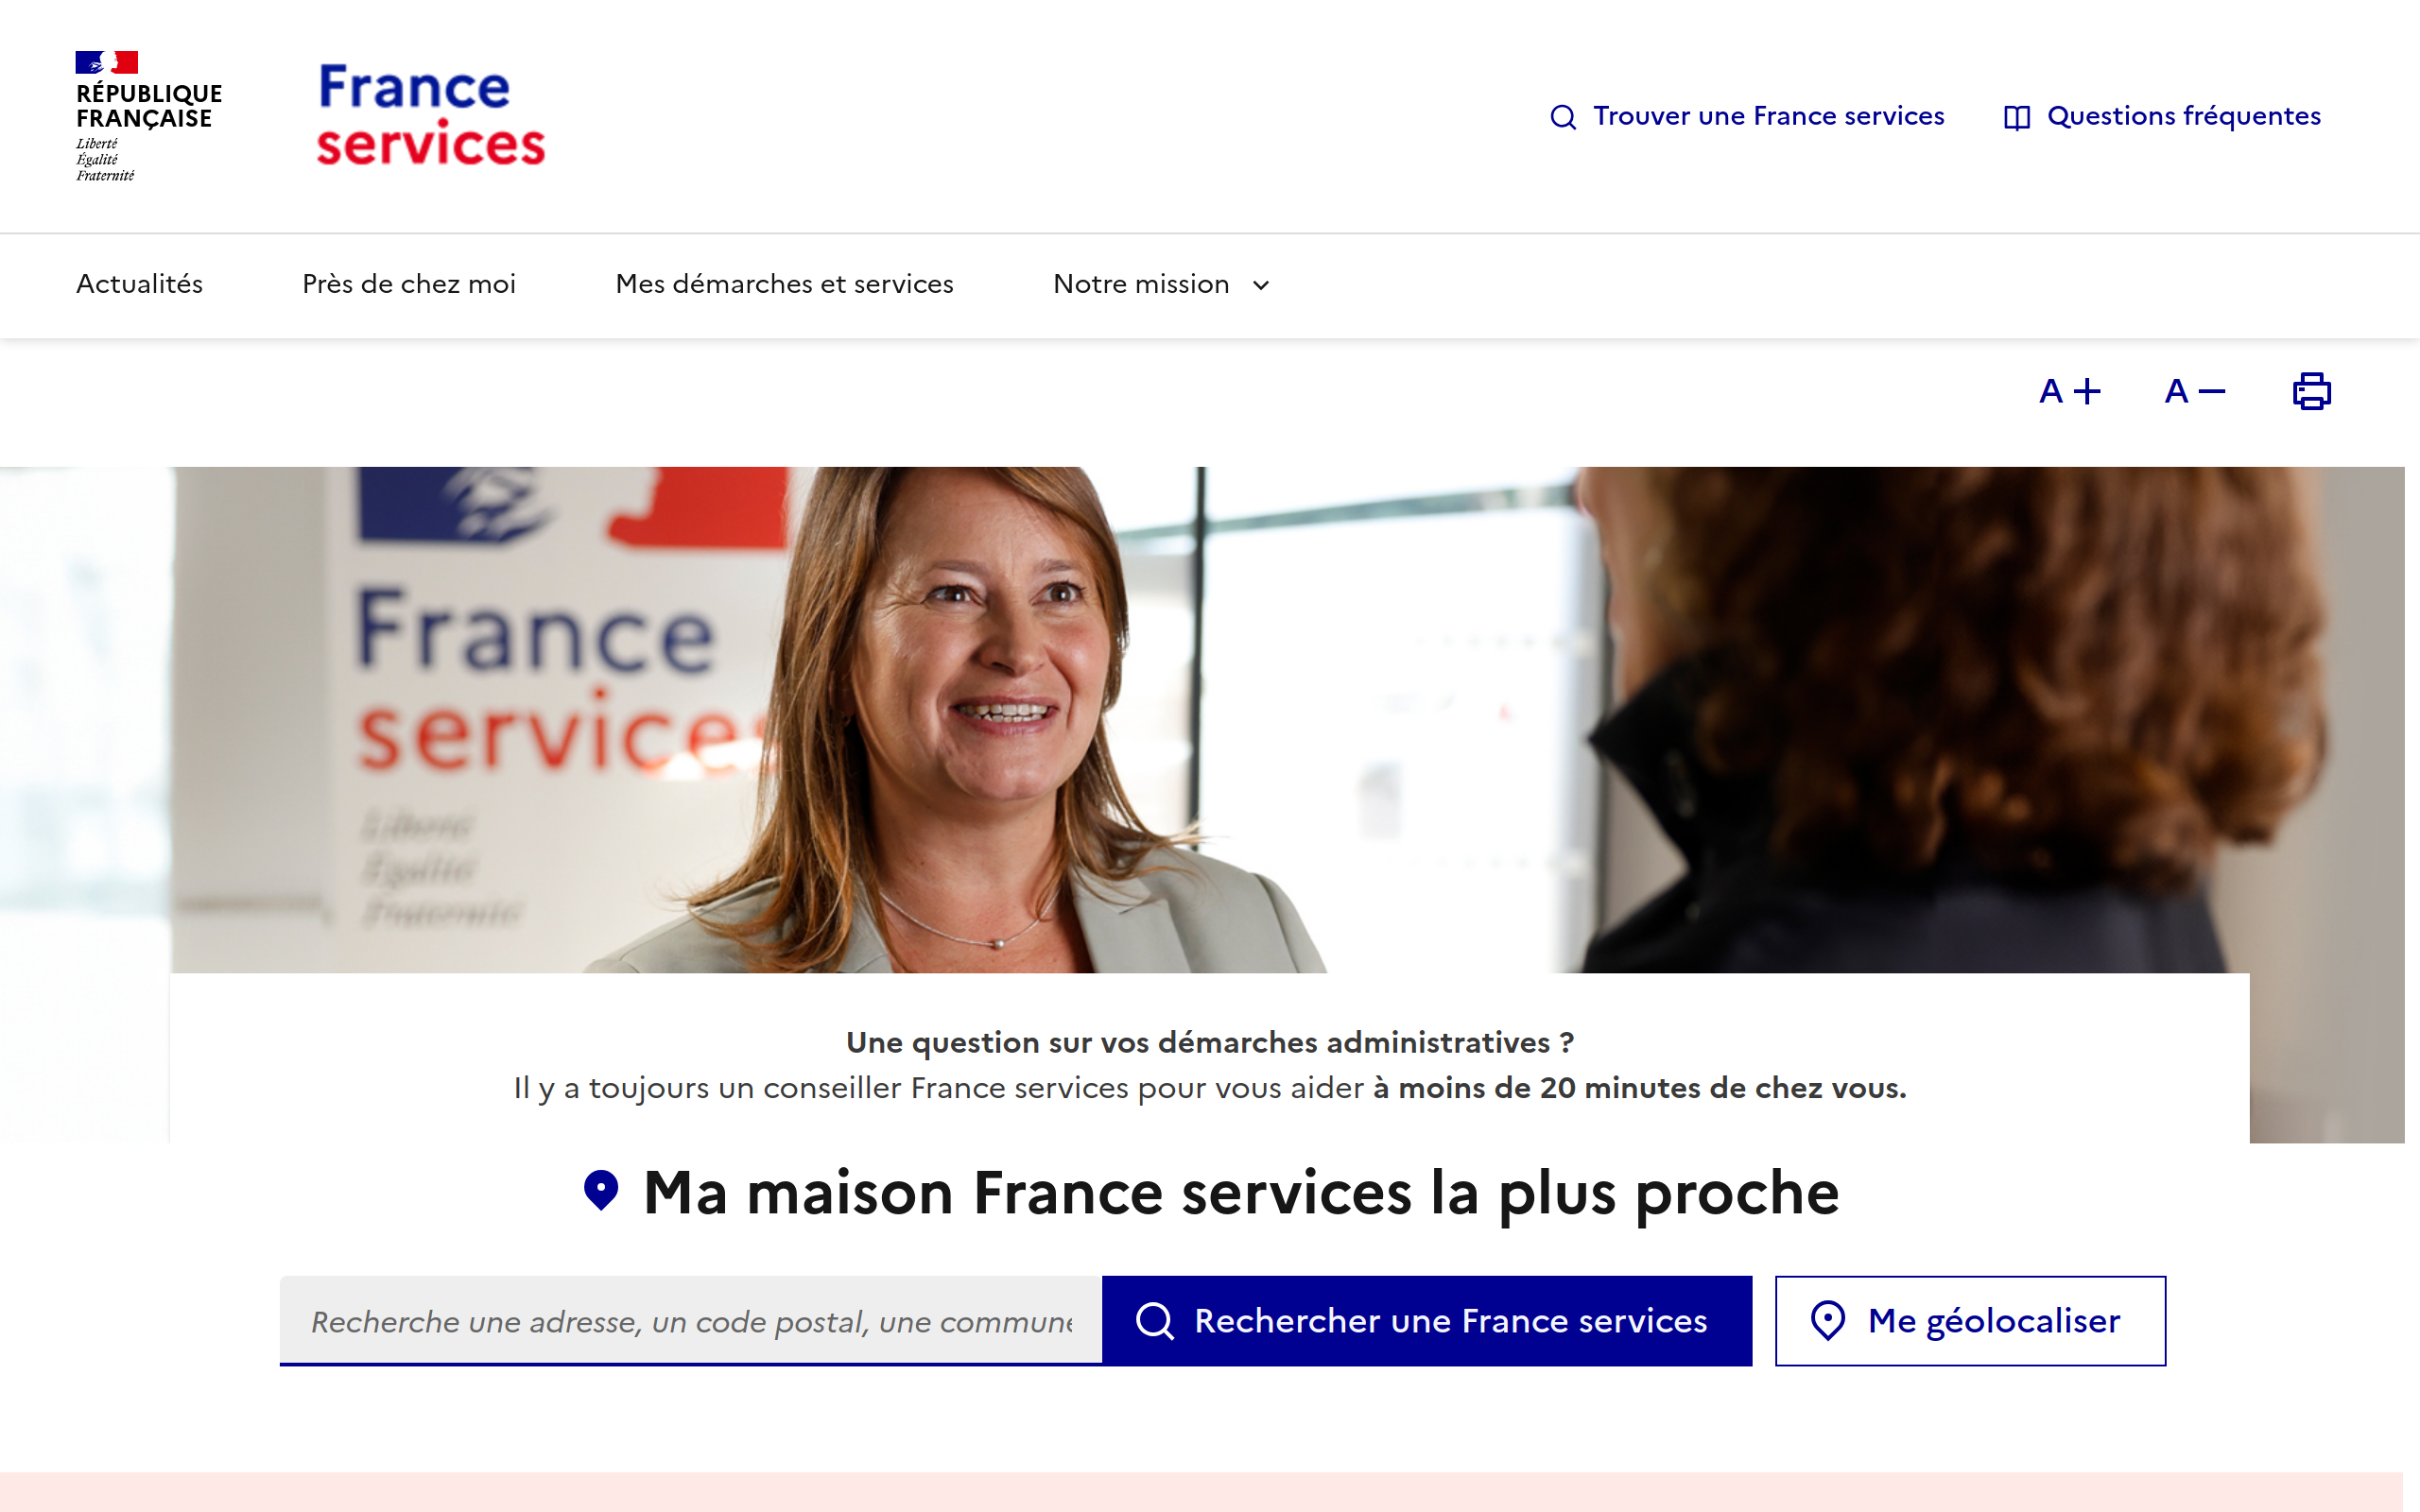 RÉPUBLIQUE
FRANÇAISE
Liberté
Égalité
Fraternité
France
services
Trouver une France services
Questions fréquentes
Actualités
Près de chez moi
Mes démarches et services
Notre mission
A +
A −
France
services
Liberté
Égalité
Fraternité
Une question sur vos démarches administratives ?
Il y a toujours un conseiller France services pour vous aider à moins de 20 minutes de chez vous.
Ma maison France services la plus proche
Recherche une adresse, un code postal, une commune
Rechercher une France services
Me géolocaliser